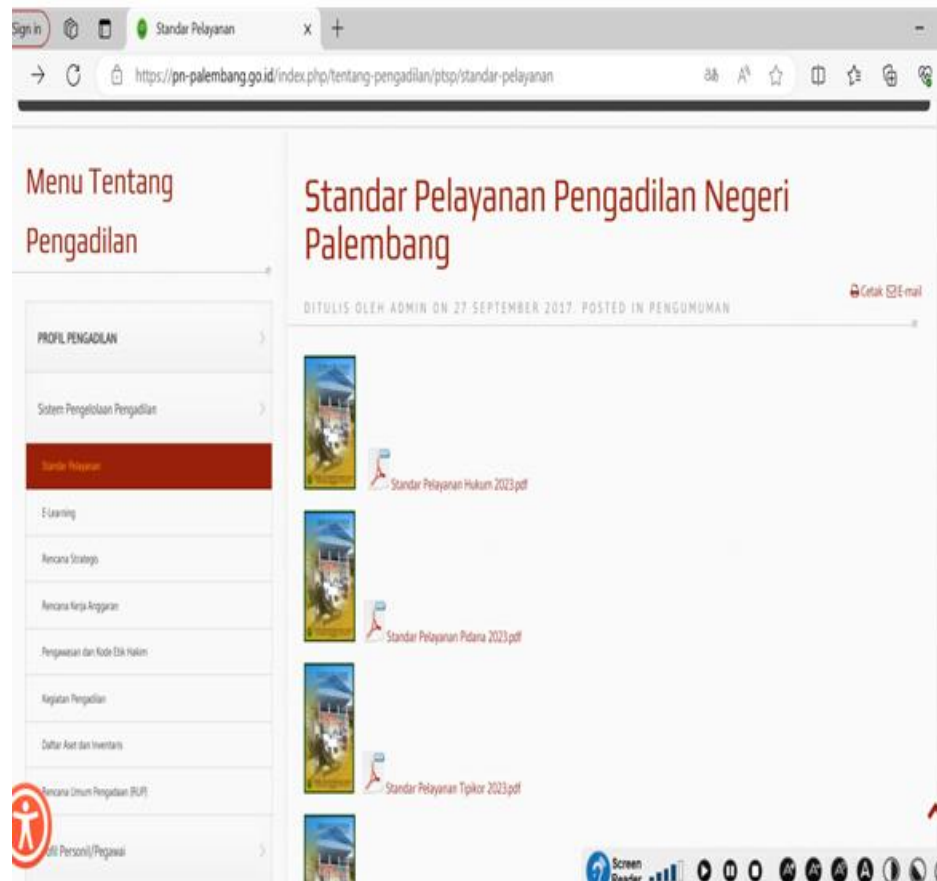 Sign in
Standar Pelayanan
https://pn-palembang.go.id/index.php/tentang-pengadilan/ptsp/standar-pelayanan
Menu Tentang
Pengadilan
PROFIL PENGADILAN
Sistem Pengelolaan Pengadilan
Standar Pelayanan
E-Learning
Rencana Strategis
Rencana Kerja Anggaran
Pengawasan dan Kode Etik Hakim
Kegiatan Pengadilan
Daftar Aset dan Inventaris
Rencana Umum Pengadaan (RUP)
Profil Personil/Pegawai
Standar Pelayanan Pengadilan Negeri
Palembang
Cetak E-mail
DITULIS OLEH ADMIN ON 27 SEPTEMBER 2017. POSTED IN PENGUMUMAN
Standar Pelayanan Hukum 2023.pdf
Standar Pelayanan Pidana 2023.pdf
Standar Pelayanan Tipikor 2023.pdf
Screen
Reader